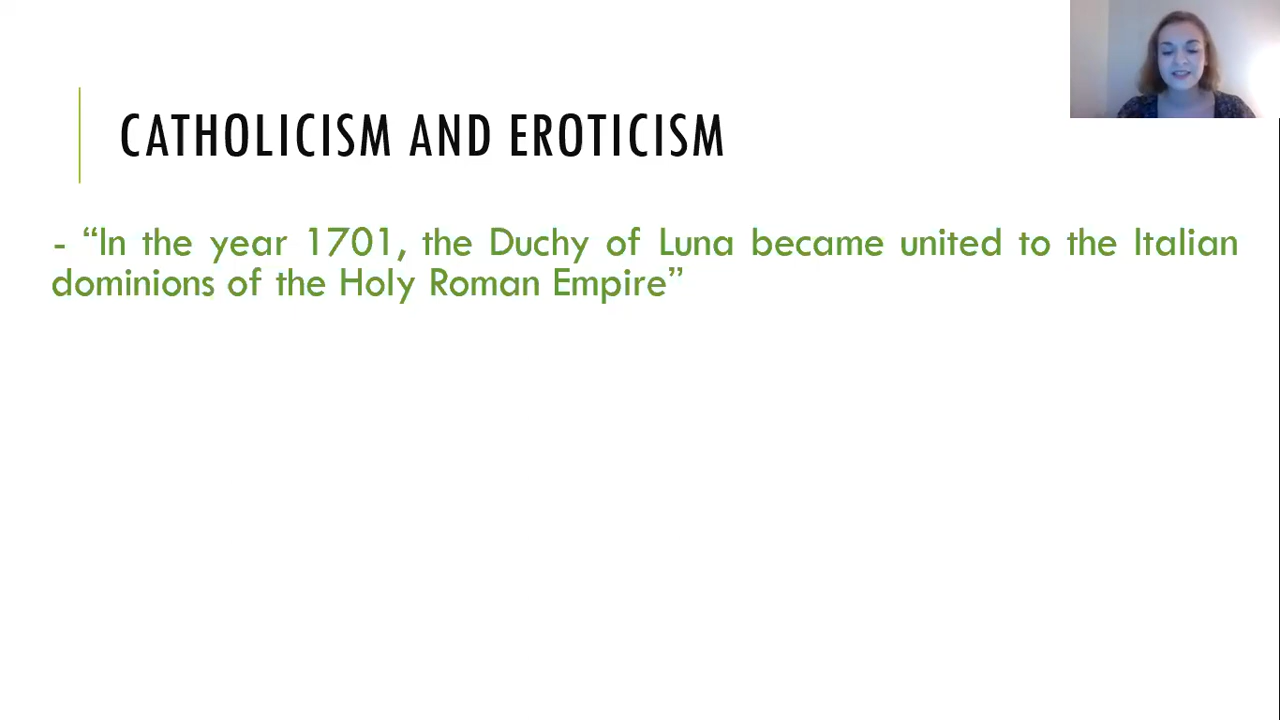 CATHOLICISM AND EROTICISM
- “In the year 1701, the Duchy of Luna became united to the Italian
dominions of the Holy Roman Empire”